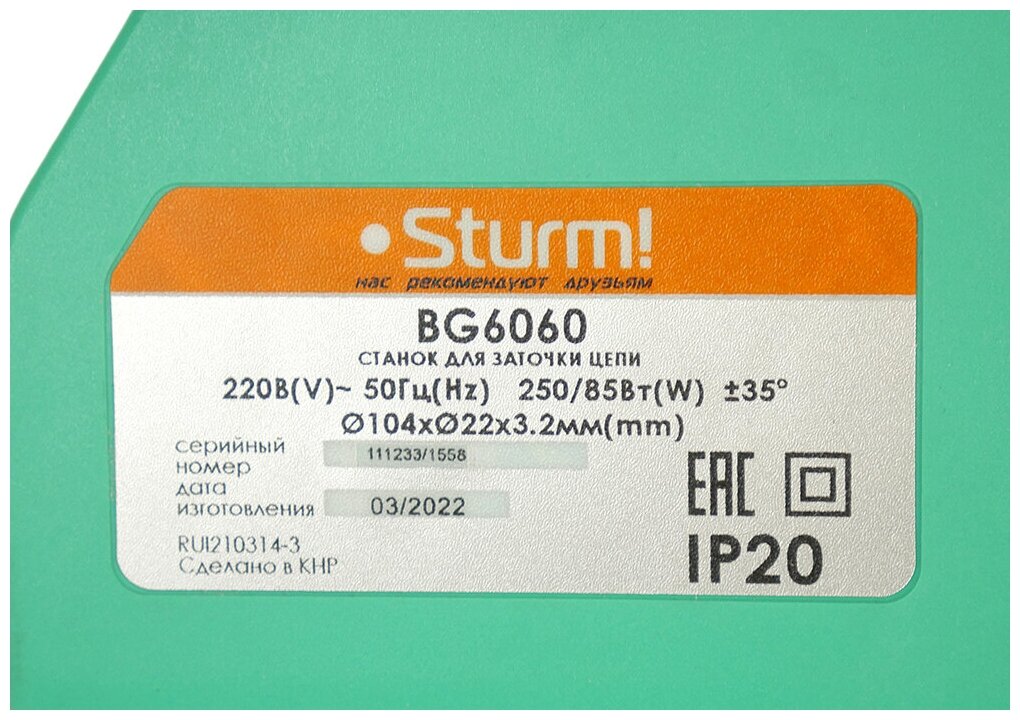 Sturm!
нас рекомендуют друзьям
BG6060
СТАНОК ДЛЯ ЗАТОЧКИ ЦЕПИ
220В(V)~ 50Гц(Hz) 250/85Вт(W) ±35°
Ø104xØ22x3.2мм(mm)
серийный
номер 111233/1558
дата
изготовления 03/2022
RUI210314-3
Сделано в КНР
EAC
IP20